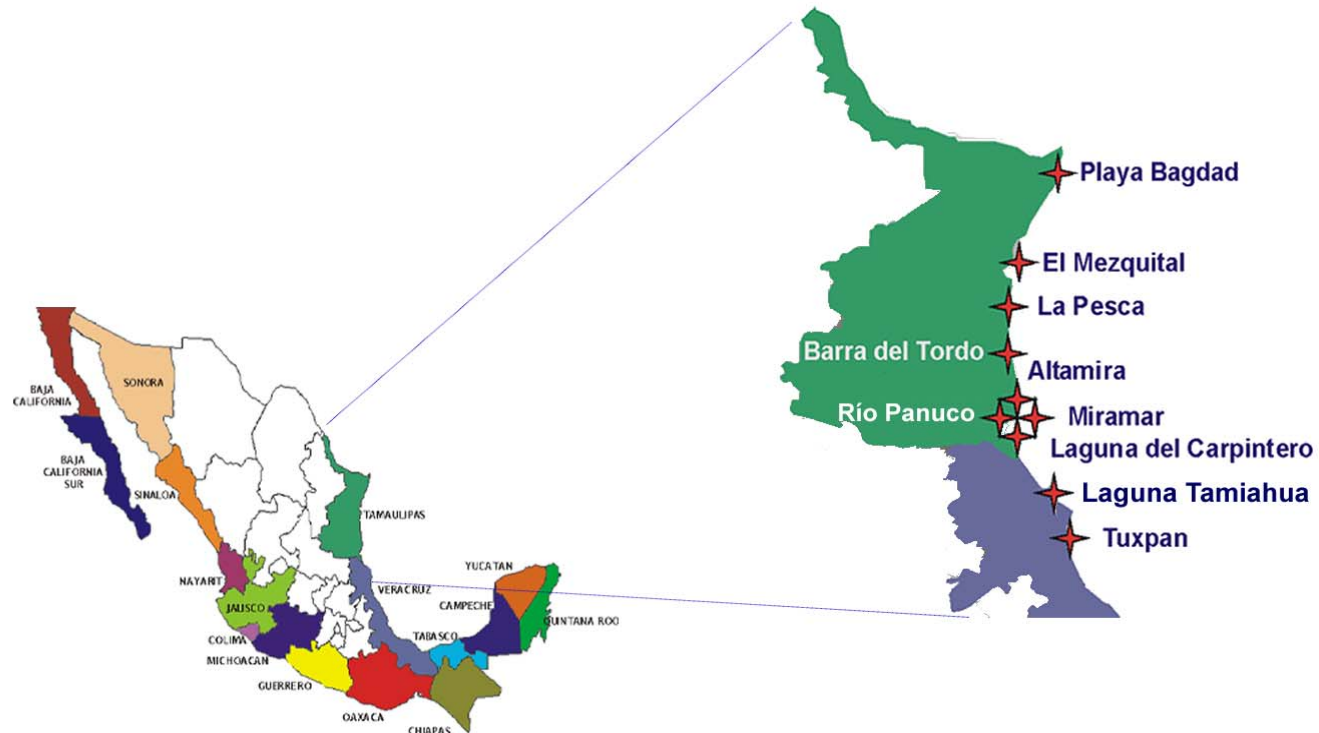 Playa Bagdad
El Mezquital
La Pesca
Barra del Tordo
Altamira
Río Panuco
Miramar
Laguna del Carpintero
Laguna Tamiahua
Tuxpan
BAJA
CALIFORNIA
SONORA
BAJA
CALIFORNIA
SUR
SINALOA
TAMAULIPAS
NAYARIT
JALISCO
COLIMA
MICHOACAN
GUERRERO
OAXACA
CHIAPAS
TABASCO
VERACRUZ
CAMPECHE
YUCATAN
QUINTANA ROO